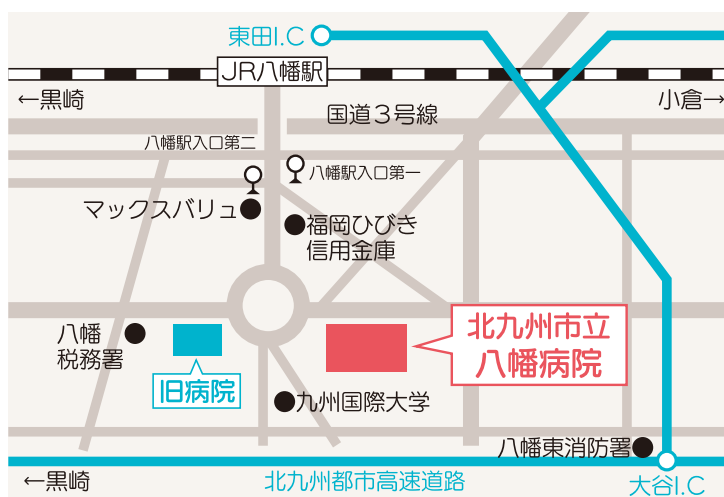 東田I.C
JR八幡駅
←黒崎
小倉→
国道３号線
八幡駅入口第二
八幡駅入口第一
マックスバリュ
福岡ひびき
信用金庫
北九州市立
八幡病院
八幡
税務署
旧病院
九州国際大学
八幡東消防署
←黒崎
北九州都市高速道路
大谷I.C